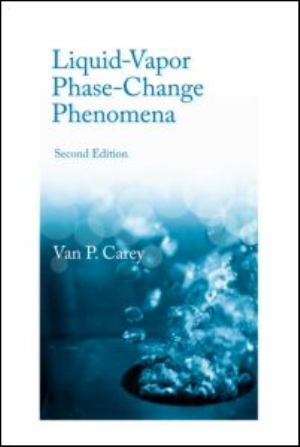 Liquid-Vapor
Phase-Change
Phenomena
Second Edition
Van P. Carey